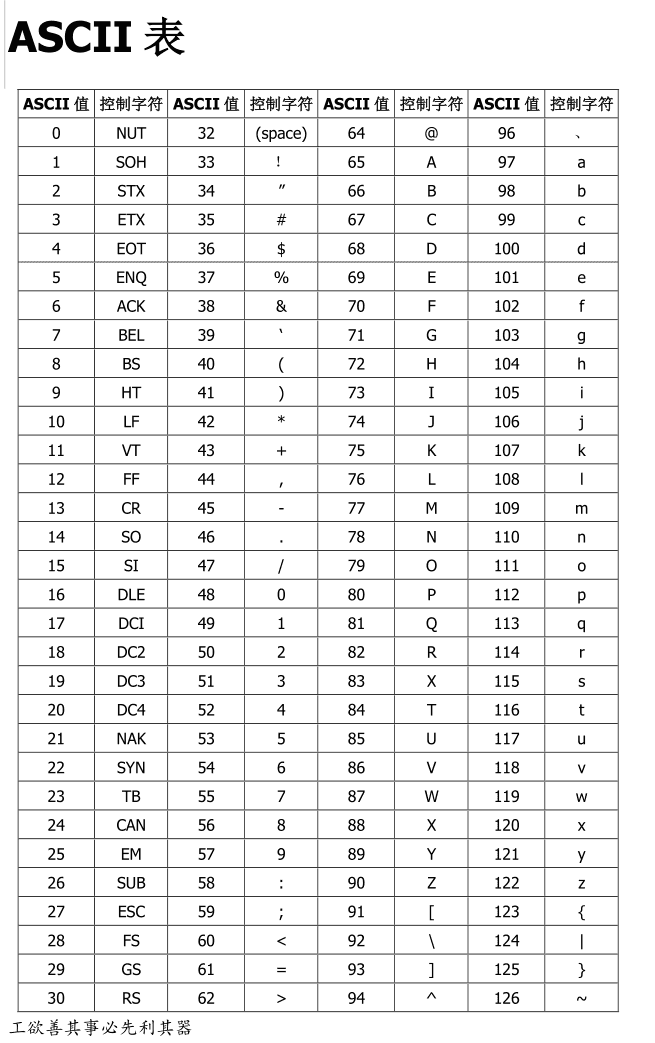 ASCII 表
ASCII 值 控制字符 ASCII 值 控制字符 ASCII 值 控制字符 ASCII 值 控制字符
0 NUT 32 (space) 64 @ 96 、
1 SOH 33 ! 65 A 97 a
2 STX 34 ” 66 B 98 b
3 ETX 35 # 67 C 99 c
4 EOT 36 $ 68 D 100 d
5 ENQ 37 % 69 E 101 e
6 ACK 38 & 70 F 102 f
7 BEL 39 ‵ 71 G 103 g
8 BS 40 ( 72 H 104 h
9 HT 41 ) 73 I 105 i
10 LF 42 * 74 J 106 j
11 VT 43 + 75 K 107 k
12 FF 44 , 76 L 108 l
13 CR 45 - 77 M 109 m
14 SO 46 . 78 N 110 n
15 SI 47 / 79 O 111 o
16 DLE 48 0 80 P 112 p
17 DCI 49 1 81 Q 113 q
18 DC2 50 2 82 R 114 r
19 DC3 51 3 83 X 115 s
20 DC4 52 4 84 T 116 t
21 NAK 53 5 85 U 117 u
22 SYN 54 6 86 V 118 v
23 TB 55 7 87 W 119 w
24 CAN 56 8 88 X 120 x
25 EM 57 9 89 Y 121 y
26 SUB 58 : 90 Z 122 z
27 ESC 59 ; 91 [ 123 {
28 FS 60 < 92 \ 124 |
29 GS 61 = 93 ] 125 }
30 RS 62 > 94 ^ 126 ~
工欲善其事必先利其器